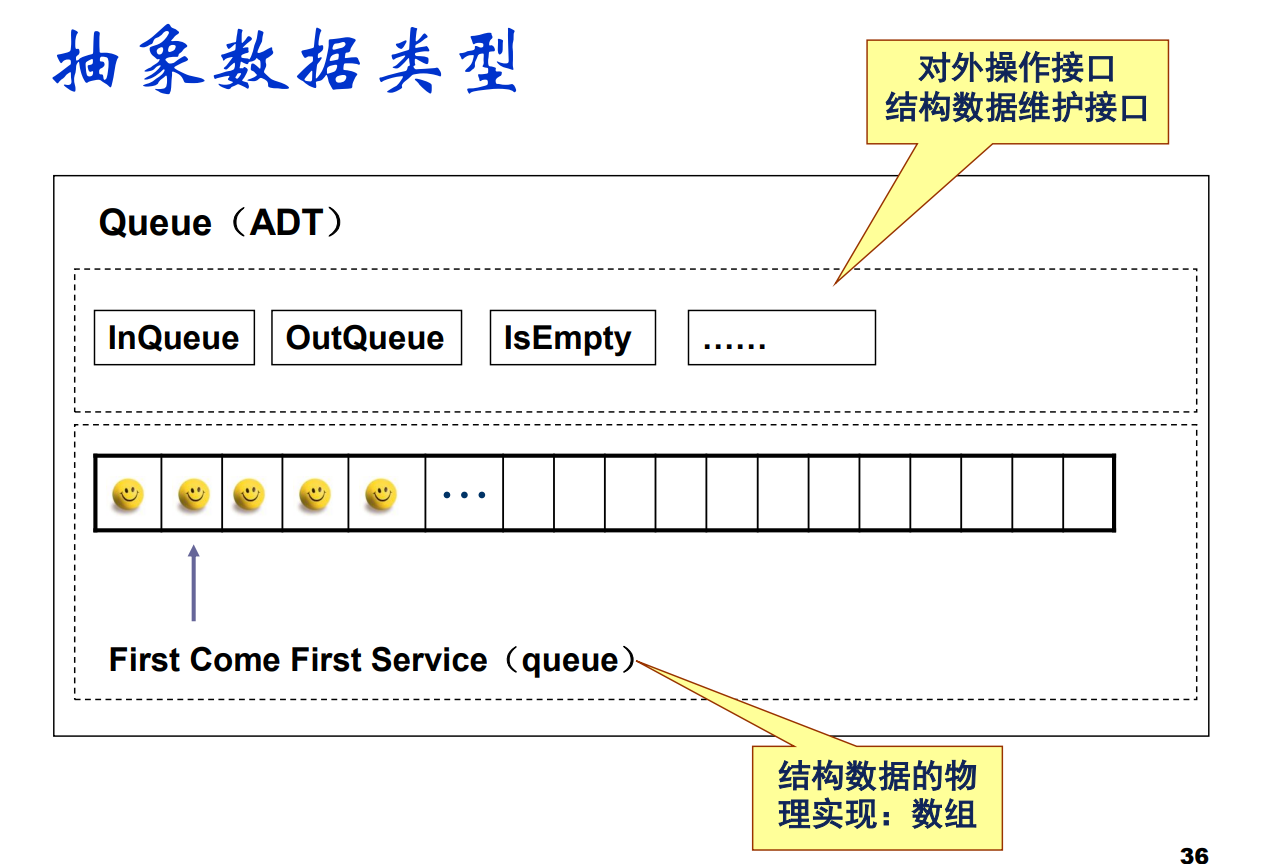 抽象数据类型
对外操作接口
结构数据维护接口
Queue（ADT）
InQueue
OutQueue
IsEmpty
……
…
First Come First Service（queue）
结构数据的物
理实现：数组
36